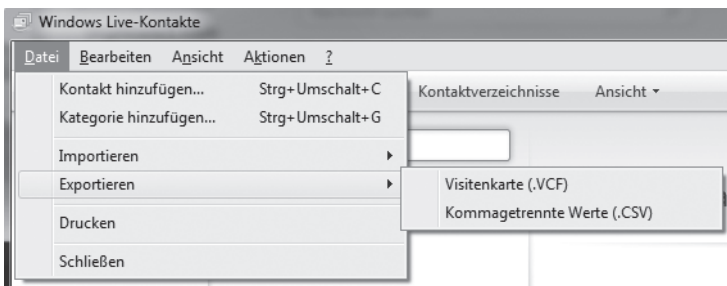 Windows Live-Kontakte
Datei Bearbeiten Ansicht Aktionen ?
Kontakt hinzufügen... Strg+Umschalt+C Kontaktverzeichnisse Ansicht
Kategorie hinzufügen... Strg+Umschalt+G
Importieren
Exportieren Visitenkarte (.VCF)
Kommagetrennte Werte (.CSV)
Drucken
Schließen